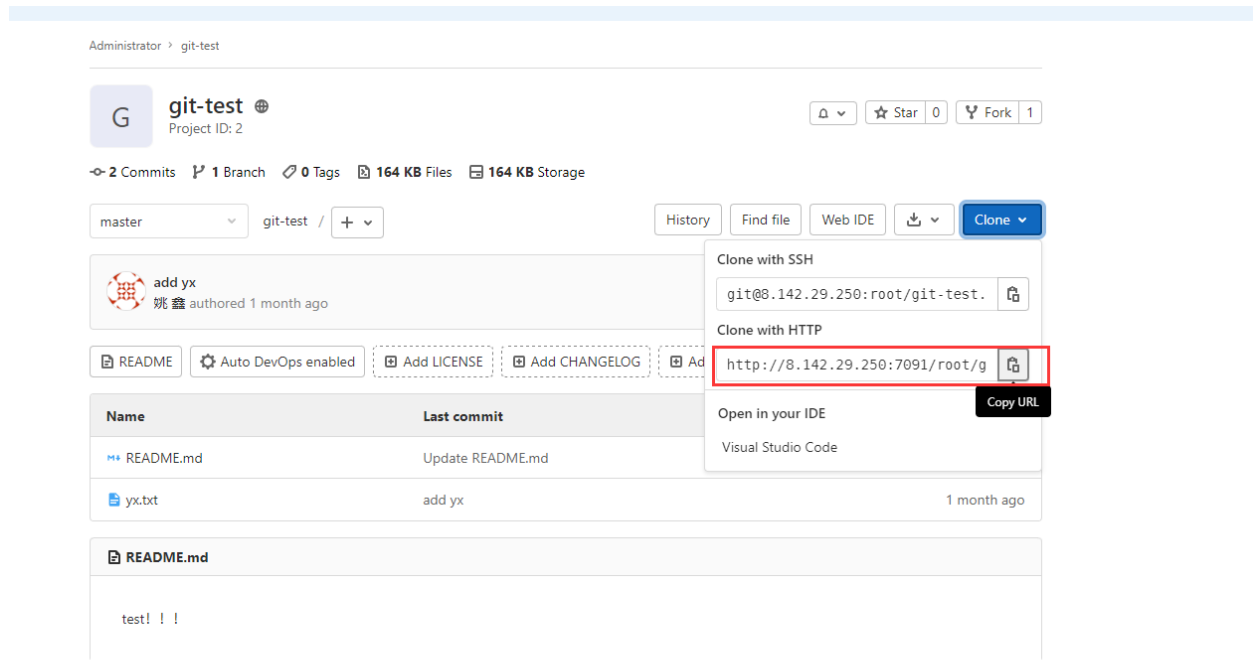 Administrator > git-test
G
git-test
Project ID: 2
Star 0
Fork 1
2 Commits 1 Branch 0 Tags 164 KB Files 164 KB Storage
master git-test / +
History Find file Web IDE Clone
Clone with SSH
git@8.142.29.250:root/git-test.
Clone with HTTP
http://8.142.29.250:7091/root/g
Copy URL
Open in your IDE
Visual Studio Code
add yx
姚 鑫 authored 1 month ago
README Auto DevOps enabled Add LICENSE Add CHANGELOG Ad
Name Last commit
README.md Update README.md
yx.txt add yx 1 month ago
README.md
test！！！